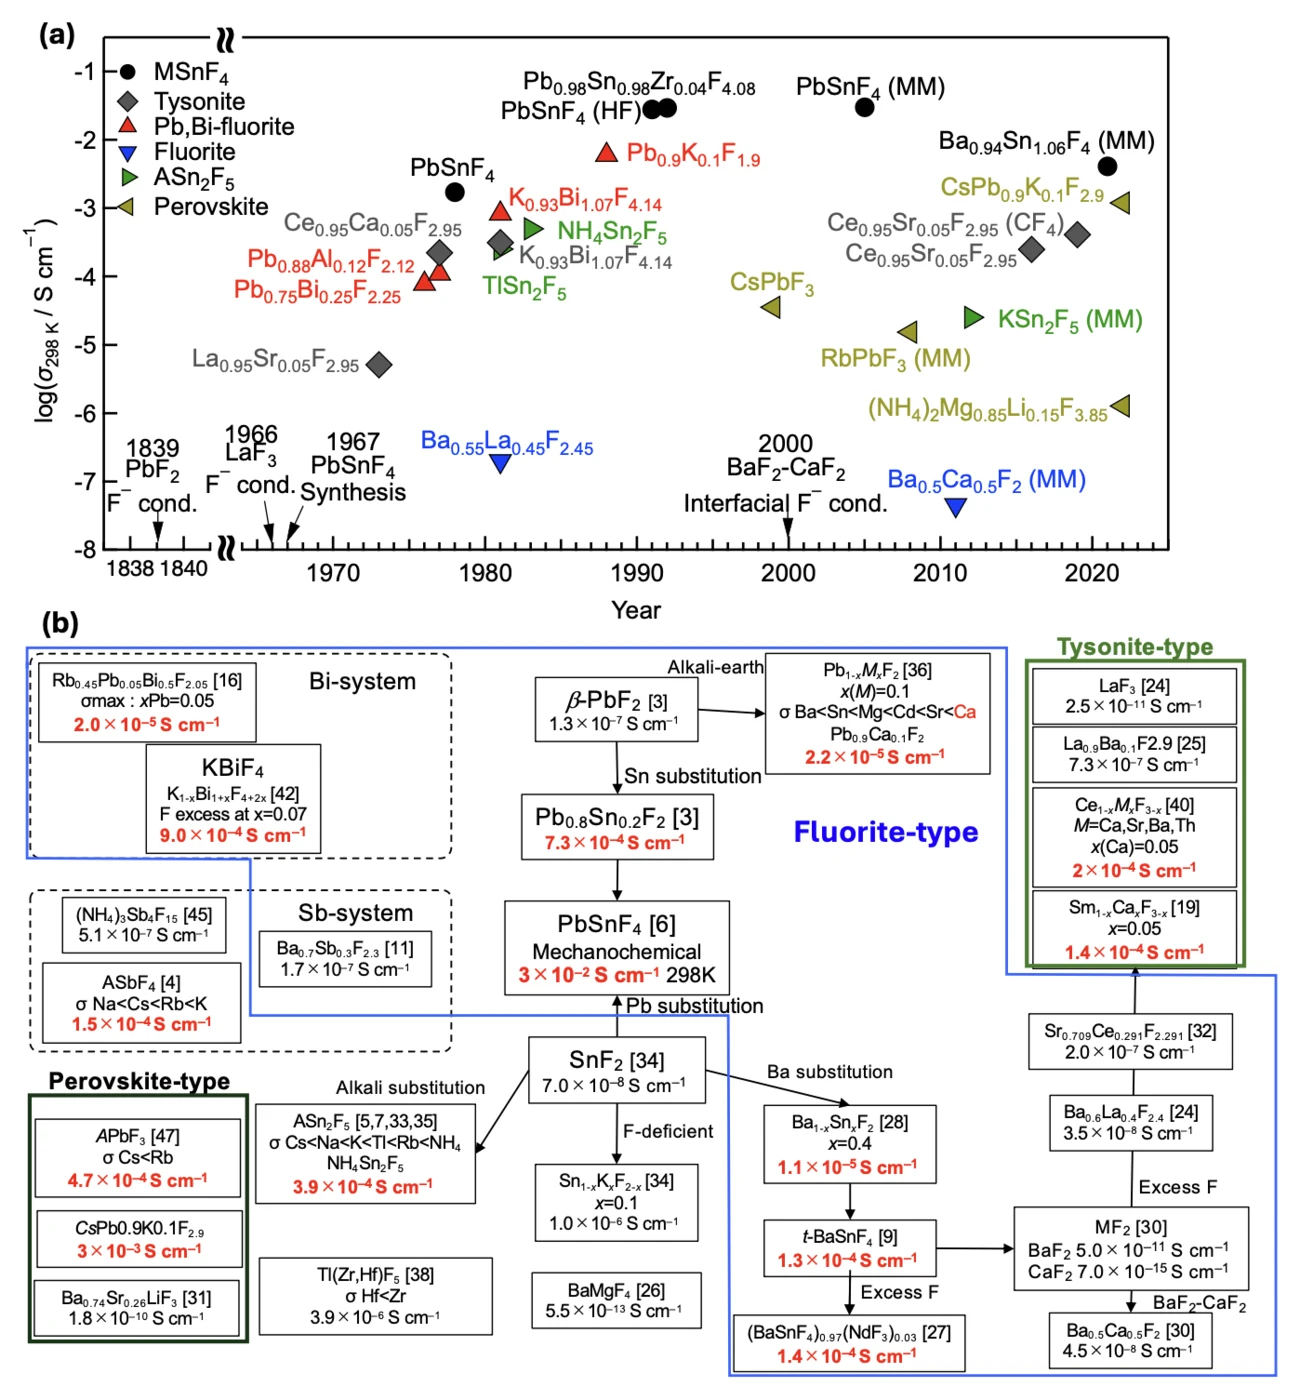 (a)
MSnF₄
Tysonite
Pb,Bi-fluorite
Fluorite
ASn₂F₅
Perovskite
log(σ₂₉₈ K / S cm⁻¹)
-1
-2
-3
-4
-5
-6
-7
-8
Pb₀.₉₈Sn₀.₉₈Zr₀.₀₄F₄.₀₈
PbSnF₄ (HF)
PbSnF₄ (MM)
Ba₀.₉₄Sn₁.₀₆F₄ (MM)
Pb₀.₉K₀.₁F₁.₉
PbSnF₄
CsPb₀.₉K₀.₁F₂.₉
K₀.₉₃Bi₁.₀₇F₄.₁₄
Ce₀.₉₅Ca₀.₀₅F₂.₉₅
NH₄Sn₂F₅
Ce₀.₉₅Sr₀.₀₅F₂.₉₅ (CF₄)
Ce₀.₉₅Sr₀.₀₅F₂.₉₅
Pb₀.₈₈Al₀.₁₂F₂.₁₂
K₀.₉₃Bi₁.₀₇F₄.₁₄
Pb₀.₇₅Bi₀.₂₅F₂.₂₅
TlSn₂F₅
CsPbF₃
KSn₂F₅ (MM)
La₀.₉₅Sr₀.₀₅F₂.₉₅
RbPbF₃ (MM)
(NH₄)₂Mg₀.₈₅Li₀.₁₅F₃.₈₅
Ba₀.₅₅La₀.₄₅F₂.₄₅
Ba₀.₅Ca₀.₅F₂ (MM)
1839
PbF₂
F⁻ cond.
1966
LaF₃
F⁻ cond.
1967
PbSnF₄
Synthesis
2000
BaF₂-CaF₂
Interfacial F⁻ cond.
1838 1840 1970 1980 1990 2000 2010 2020
Year
(b)
Bi-system
Rb₀.₄₅Pb₀.₀₅Bi₀.₅F₂.₀₅ [16]
σmax : xPb=0.05
2.0×10⁻⁵ S cm⁻¹
KBiF₄
K₁₋ₓBi₁₊ₓF₄₊₂ₓ [42]
F excess at x=0.07
9.0×10⁻⁴ S cm⁻¹
Sb-system
(NH₄)₃Sb₄F₁₅ [45]
5.1×10⁻⁷ S cm⁻¹
Ba₀.₇Sb₀.₃F₂.₃ [11]
1.7×10⁻⁷ S cm⁻¹
ASbF₄ [4]
σ Na<Cs<Rb<K
1.5×10⁻⁴ S cm⁻¹
Perovskite-type
APbF₃ [47]
σ Cs<Rb
4.7×10⁻⁴ S cm⁻¹
CsPb0.9K0.1F₂.₉
3×10⁻³ S cm⁻¹
Ba₀.₇₄Sr₀.₂₆LiF₃ [31]
1.8×10⁻¹⁰ S cm⁻¹
β-PbF₂ [3]
1.3×10⁻⁷ S cm⁻¹
Alkali-earth
Pb₁₋ₓMₓF₂ [36]
x(M)=0.1
σ Ba<Sn<Mg<Cd<Sr<Ca
Pb₀.₉Ca₀.₁F₂
2.2×10⁻⁵ S cm⁻¹
Sn substitution
Pb₀.₈Sn₀.₂F₂ [3]
7.3×10⁻⁴ S cm⁻¹
Fluorite-type
PbSnF₄ [6]
Mechanochemical
3×10⁻² S cm⁻¹ 298K
Pb substitution
SnF₂ [34]
7.0×10⁻⁸ S cm⁻¹
Alkali substitution
ASn₂F₅ [5,7,33,35]
σ Cs<Na<K<Tl<Rb<NH₄
NH₄Sn₂F₅
3.9×10⁻⁴ S cm⁻¹
F-deficient
Sn₁₋ₓKₓF₂₋ₓ [34]
x=0.1
1.0×10⁻⁶ S cm⁻¹
Tl(Zr,Hf)F₅ [38]
σ Hf<Zr
3.9×10⁻⁶ S cm⁻¹
BaMgF₄ [26]
5.5×10⁻¹³ S cm⁻¹
Ba substitution
Ba₁₋ₓSnₓF₂ [28]
x=0.4
1.1×10⁻⁵ S cm⁻¹
t-BaSnF₄ [9]
1.3×10⁻⁴ S cm⁻¹
Excess F
(BaSnF₄)₀.₉₇(NdF₃)₀.₀₃ [27]
1.4×10⁻⁴ S cm⁻¹
Tysonite-type
LaF₃ [24]
2.5×10⁻¹¹ S cm⁻¹
La₀.₉Ba₀.₁F2.9 [25]
7.3×10⁻⁷ S cm⁻¹
Ce₁₋ₓMₓF₃₋ₓ [40]
M=Ca,Sr,Ba,Th
x(Ca)=0.05
2×10⁻⁴ S cm⁻¹
Sm₁₋ₓCaₓF₃₋ₓ [19]
x=0.05
1.4×10⁻⁴ S cm⁻¹
Sr₀.₇₀₉Ce₀.₂₉₁F₂.₂₉₁ [32]
2.0×10⁻⁷ S cm⁻¹
Ba₀.₆La₀.₄F₂.₄ [24]
3.5×10⁻⁸ S cm⁻¹
Excess F
MF₂ [30]
BaF₂ 5.0×10⁻¹¹ S cm⁻¹
CaF₂ 7.0×10⁻¹⁵ S cm⁻¹
BaF₂-CaF₂
Ba₀.₅Ca₀.₅F₂ [30]
4.5×10⁻⁸ S cm⁻¹